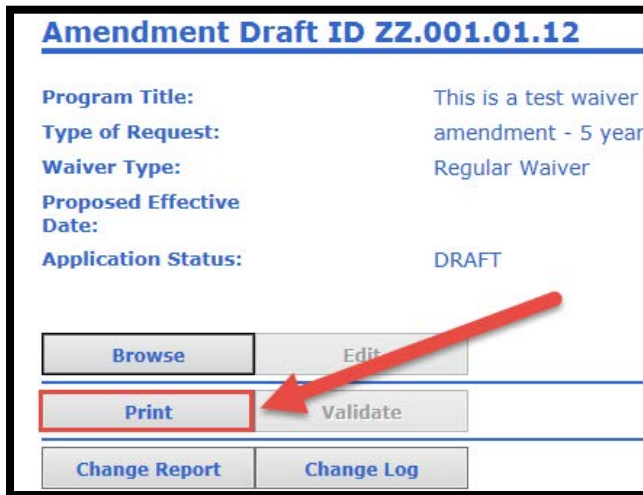 Amendment Draft ID ZZ.001.01.12
Program Title: This is a test waiver
Type of Request: amendment - 5 year
Waiver Type: Regular Waiver
Proposed Effective
Date:
Application Status: DRAFT
Browse Edit
Print Validate
Change Report Change Log